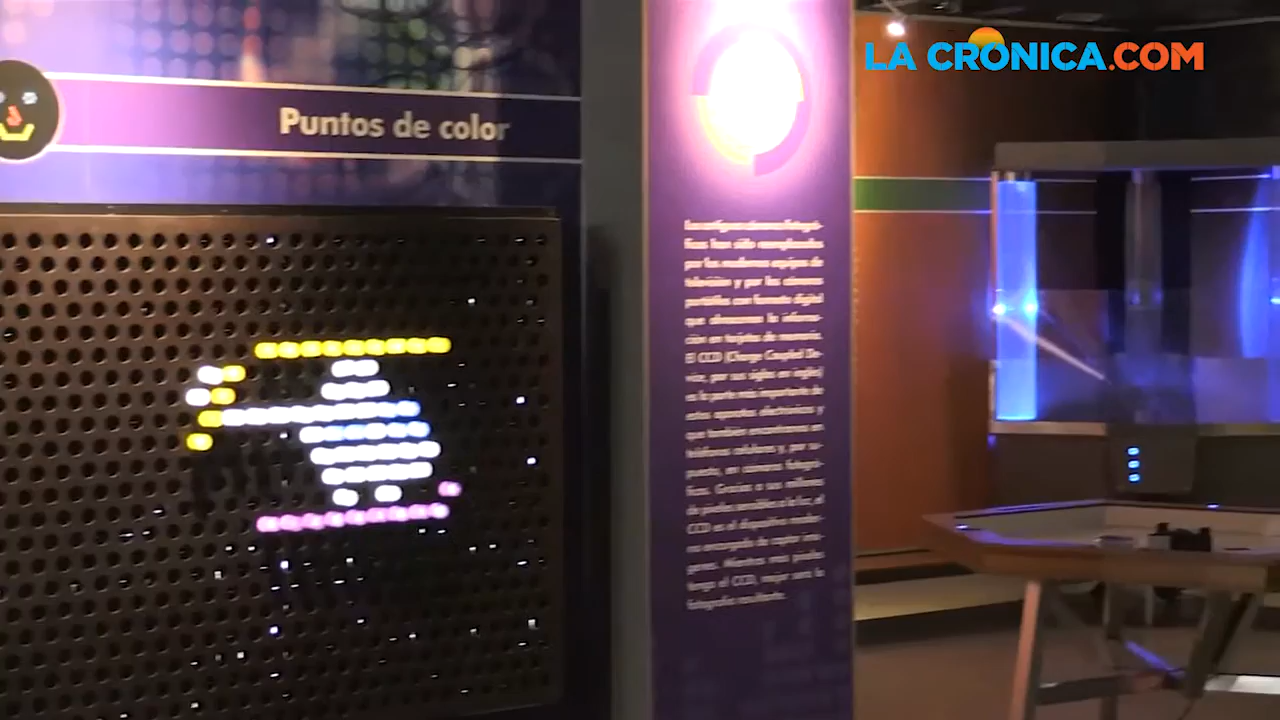 LA CRÓNICA.COM
Puntos de color
ficas han sido reemplazadas
por los modernos equipos de
televisión y por las cámaras
portátiles con formato digital
que almacenan la informa-
ción en tarjetas de memoria.
El CCD (Charge Coupled De-
vice, por sus siglas en inglés)
es la parte más importante de
estos aparatos electrónicos y
que también encontramos en
teléfonos celulares y, por su-
puesto, en cámaras fotográ-
ficas. Gracias a sus millones
de píxeles sensibles a la luz, el
CCD es el dispositivo
encargado de captar imá-
genes. Mientras más píxeles
tenga el CCD, mejor será la
fotografía resultante.